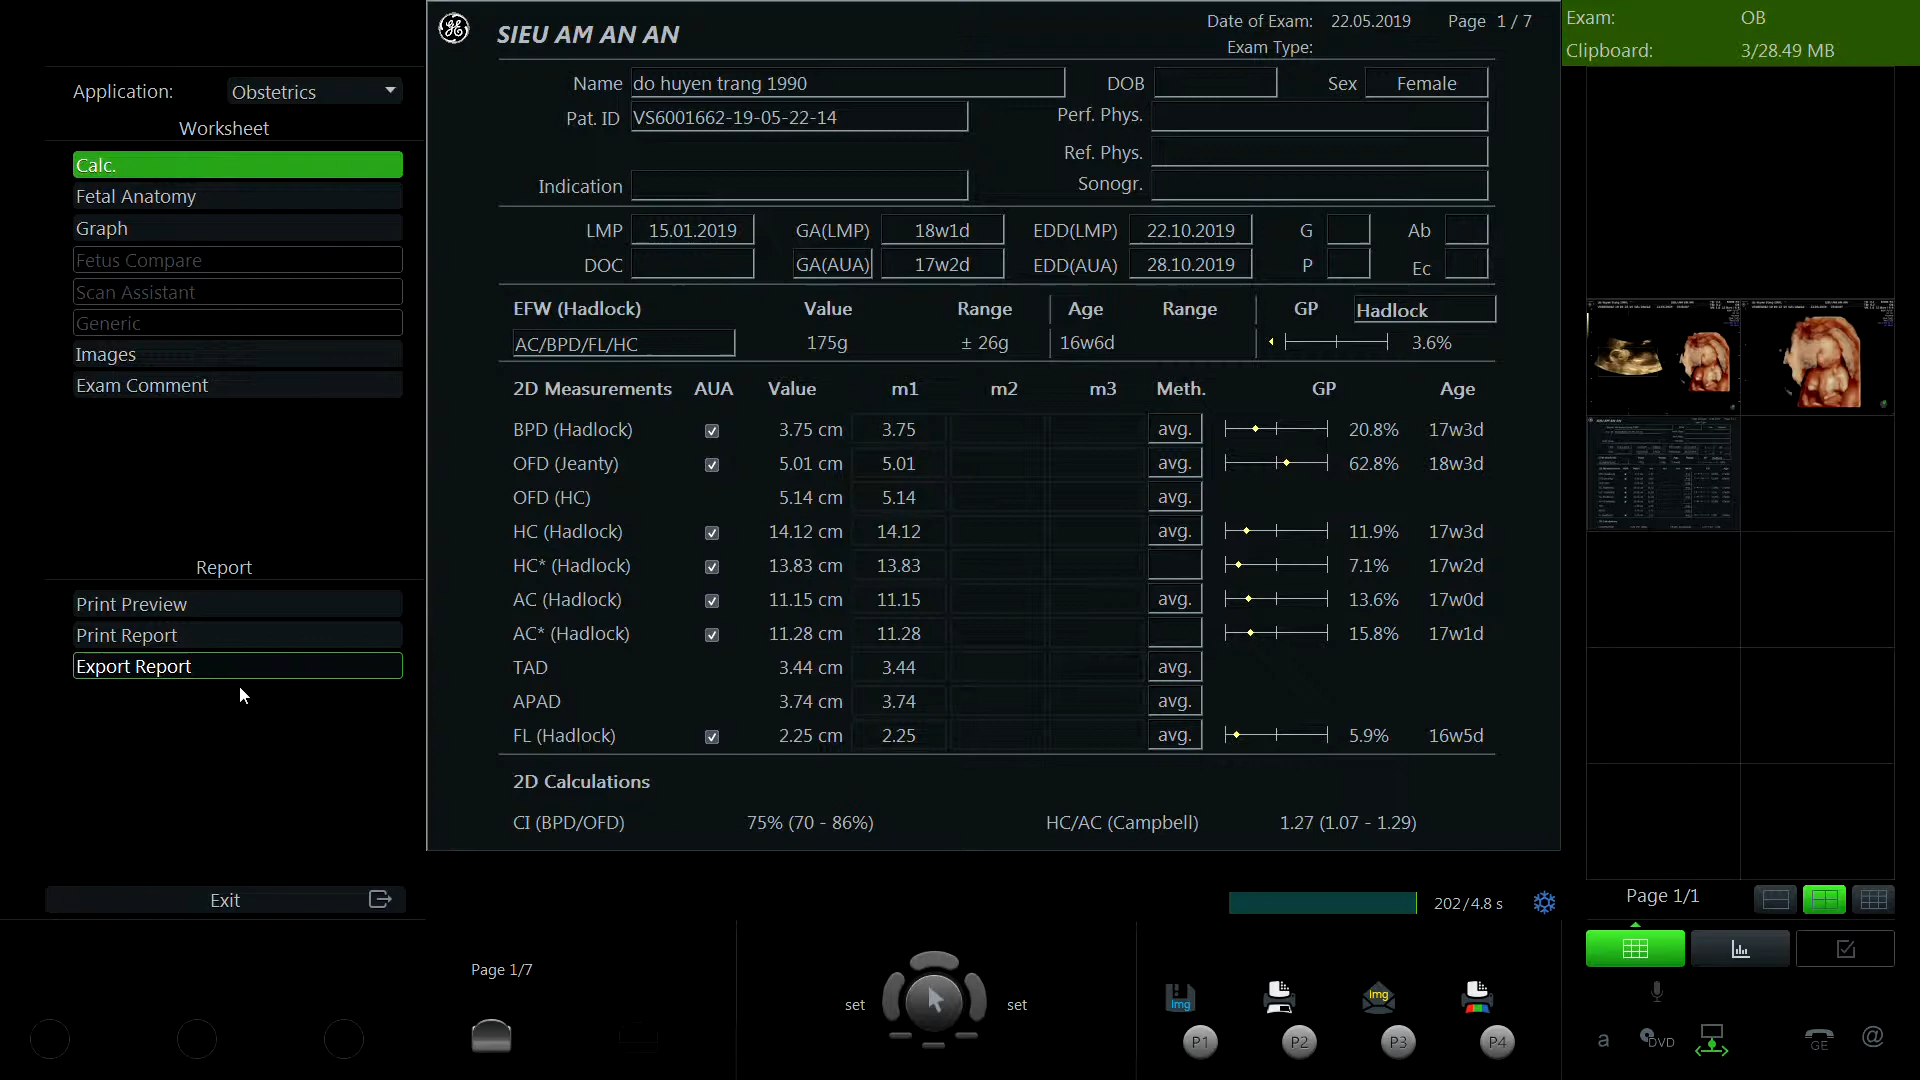 SIEU AM AN AN
Date of Exam: 22.05.2019 Page 1 / 7
Exam Type:
Exam: OB
Clipboard: 3/28.49 MB
Application: Obstetrics
Worksheet
Calc.
Fetal Anatomy
Graph
Fetus Compare
Scan Assistant
Generic
Images
Exam Comment
Report
Print Preview
Print Report
Export Report
Exit
Name do huyen trang 1990 DOB Sex Female
Pat. ID VS6001662-19-05-22-14 Perf. Phys.
Ref. Phys.
Indication Sonogr.
LMP 15.01.2019 GA(LMP) 18w1d EDD(LMP) 22.10.2019 G Ab
DOC GA(AUA) 17w2d EDD(AUA) 28.10.2019 P Ec
EFW (Hadlock) Value Range Age Range GP Hadlock
AC/BPD/FL/HC 175g ± 26g 16w6d 3.6%
2D Measurements AUA Value m1 m2 m3 Meth. GP Age
BPD (Hadlock) 3.75 cm 3.75 avg. 20.8% 17w3d
OFD (Jeanty) 5.01 cm 5.01 avg. 62.8% 18w3d
OFD (HC) 5.14 cm 5.14 avg.
HC (Hadlock) 14.12 cm 14.12 avg. 11.9% 17w3d
HC* (Hadlock) 13.83 cm 13.83 7.1% 17w2d
AC (Hadlock) 11.15 cm 11.15 avg. 13.6% 17w0d
AC* (Hadlock) 11.28 cm 11.28 15.8% 17w1d
TAD 3.44 cm 3.44 avg.
APAD 3.74 cm 3.74 avg.
FL (Hadlock) 2.25 cm 2.25 avg. 5.9% 16w5d
2D Calculations
CI (BPD/OFD) 75% (70 - 86%) HC/AC (Campbell) 1.27 (1.07 - 1.29)
202/4.8 s
Page 1/1
Page 1/7
set set
Img Img
P1 P2 P3 P4
a DVD GE @